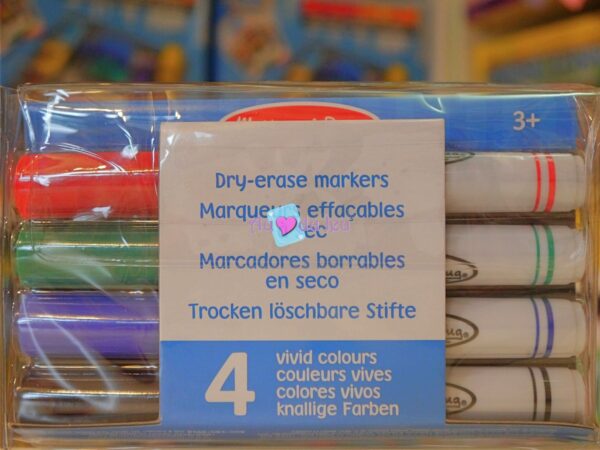 3+
Dry-erase markers
Marqueurs effaçables
Marcadores borrables
en seco
Trocken löschbare Stifte
4
vivid colours
couleurs vives
colores vivos
knallige Farben